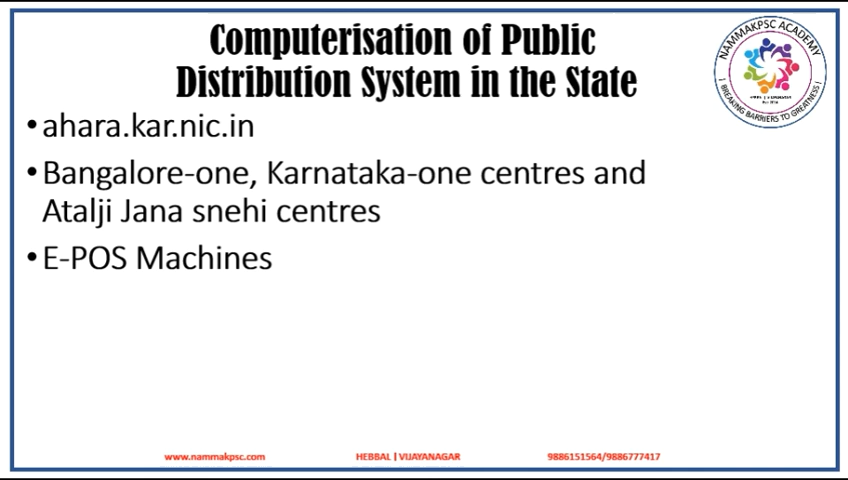 Computerisation of Public
Distribution System in the State
NAMMAKPSC ACADEMY
! BREAKING BARRIERS TO GREATNESS !
• ahara.kar.nic.in
• Bangalore-one, Karnataka-one centres and
Atalji Jana snehi centres
• E-POS Machines
www.nammakpsc.com HEBBAL | VIJAYANAGAR 9886151564/9886777417